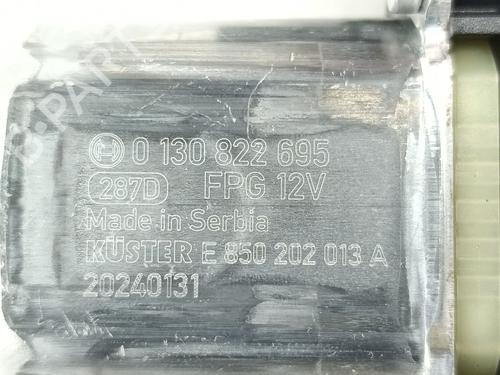 0 130 822 695
287D FPG 12V
Made in Serbia
KÜSTER E 850 202 013 A
20240131